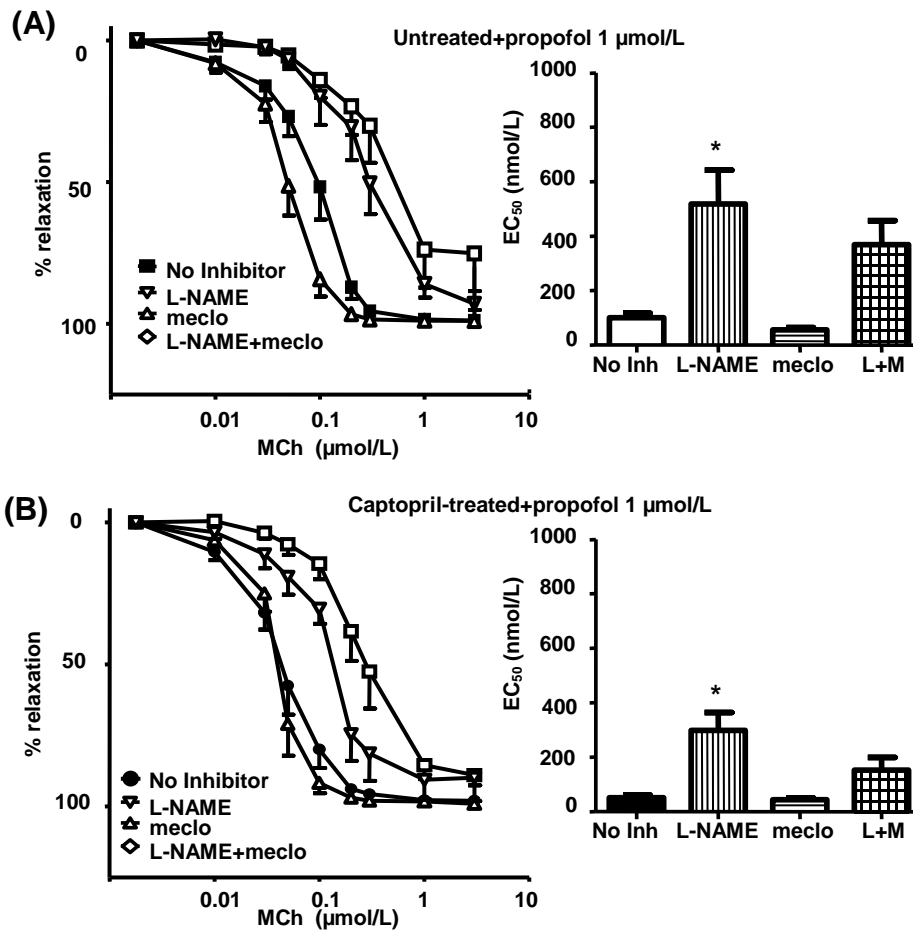 (A)
Untreated+propofol 1 µmol/L
0
50
100
% relaxation
No Inhibitor
L-NAME
meclo
L-NAME+meclo
0.01 0.1 1 10
MCh (µmol/L)
1000
800
600
400
200
0
EC50 (nmol/L)
*
No Inh L-NAME meclo L+M
(B)
Captopril-treated+propofol 1 µmol/L
0
50
100
% relaxation
No Inhibitor
L-NAME
meclo
L-NAME+meclo
0.01 0.1 1 10
MCh (µmol/L)
1000
800
600
400
200
0
EC50 (nmol/L)
*
No Inh L-NAME meclo L+M